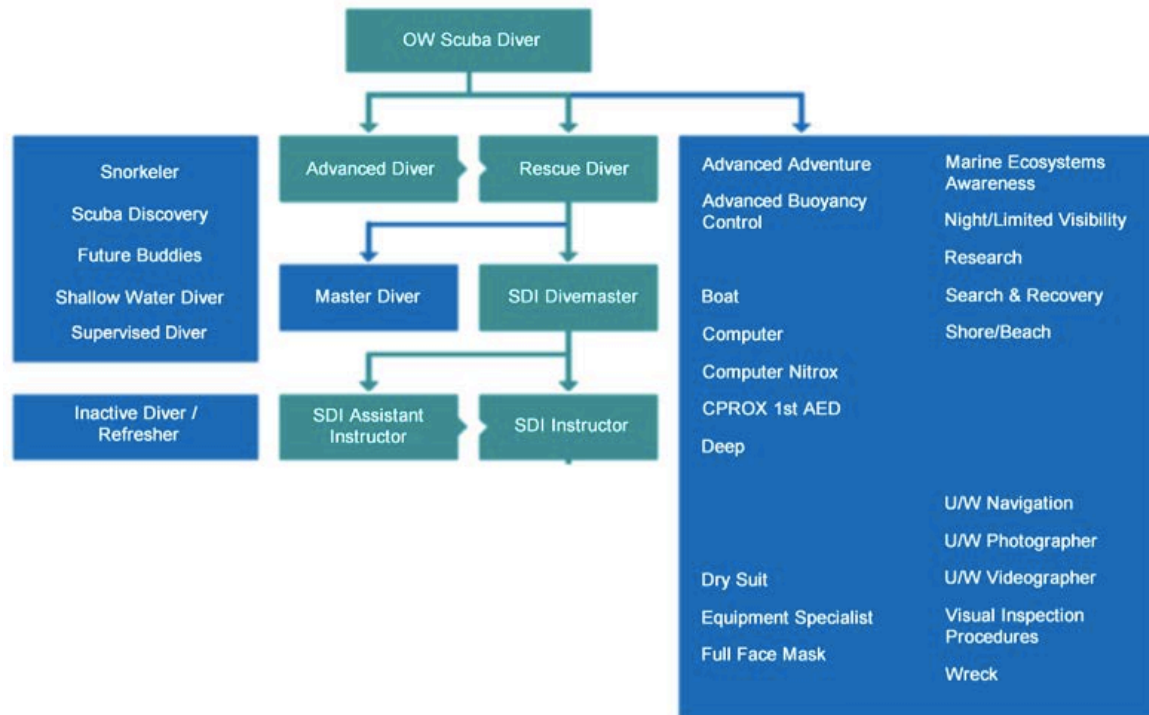 OW Scuba Diver
Snorkeler
Scuba Discovery
Future Buddies
Shallow Water Diver
Supervised Diver
Inactive Diver /
Refresher
Advanced Diver
Rescue Diver
Master Diver
SDI Divemaster
SDI Assistant
Instructor
SDI Instructor
Advanced Adventure
Advanced Buoyancy
Control
Boat
Computer
Computer Nitrox
CPROX 1st AED
Deep
Dry Suit
Equipment Specialist
Full Face Mask
Marine Ecosystems
Awareness
Night/Limited Visibility
Research
Search & Recovery
Shore/Beach
U/W Navigation
U/W Photographer
U/W Videographer
Visual Inspection
Procedures
Wreck